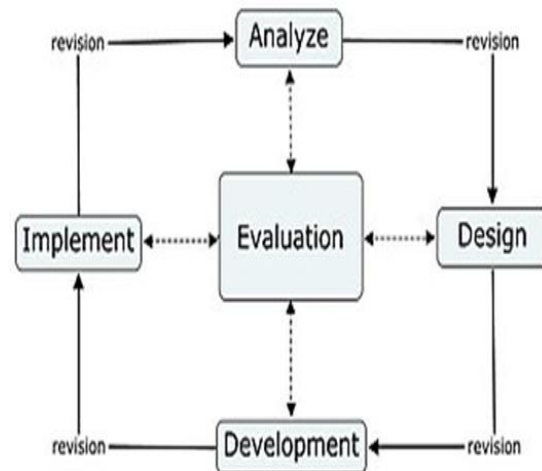 revision
Analyze
revision
Implement
Evaluation
Design
revision
Development
revision